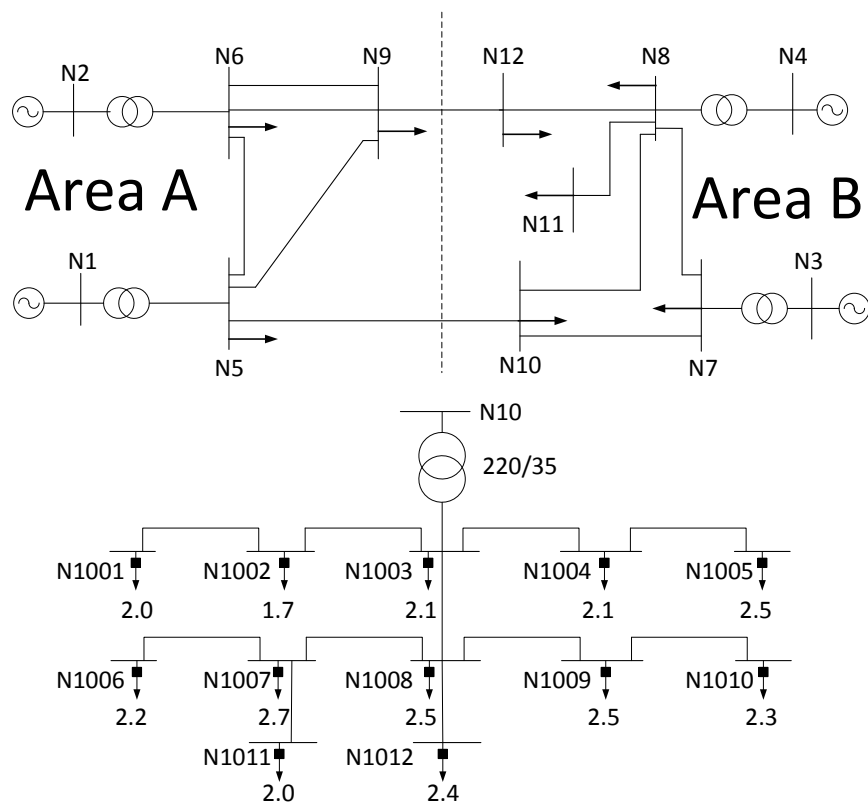 N6 N9 N12 N8 N4
N2
Area A Area B
N11
N1 N3
N5 N10 N7
N10
220/35
N1001 N1002 N1003 N1004 N1005
2.0 1.7 2.1 2.1 2.5
N1006 N1007 N1008 N1009 N1010
2.2 2.7 2.5 2.5 2.3
N1011 N1012
2.0 2.4